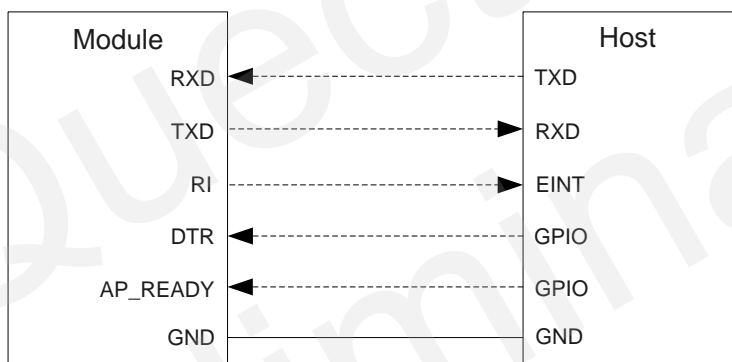 Module Host
RXD TXD
TXD RXD
RI EINT
DTR GPIO
AP_READY GPIO
GND GND